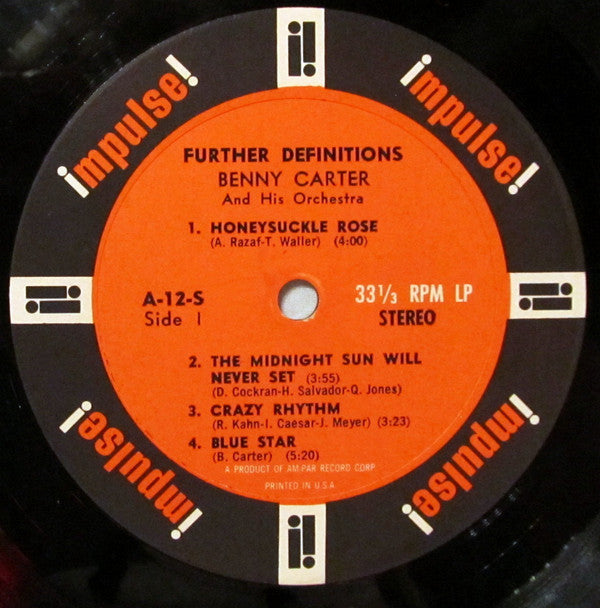 impulse!
impulse!
FURTHER DEFINITIONS
BENNY CARTER
And His Orchestra
1. HONEYSUCKLE ROSE
(A. Razaf-T. Waller) (4:00)
A-12-S
Side 1
33 1/3 RPM LP
STEREO
2. THE MIDNIGHT SUN WILL
NEVER SET (3:55)
(D. Cockran-H. Salvador-Q. Jones)
3. CRAZY RHYTHM
(R. Kahn-I. Caesar-J. Meyer) (3:23)
4. BLUE STAR
(B. Carter) (5:20)
A PRODUCT OF AM-PAR RECORD CORP.
PRINTED IN U.S.A.
impulse!
impulse!